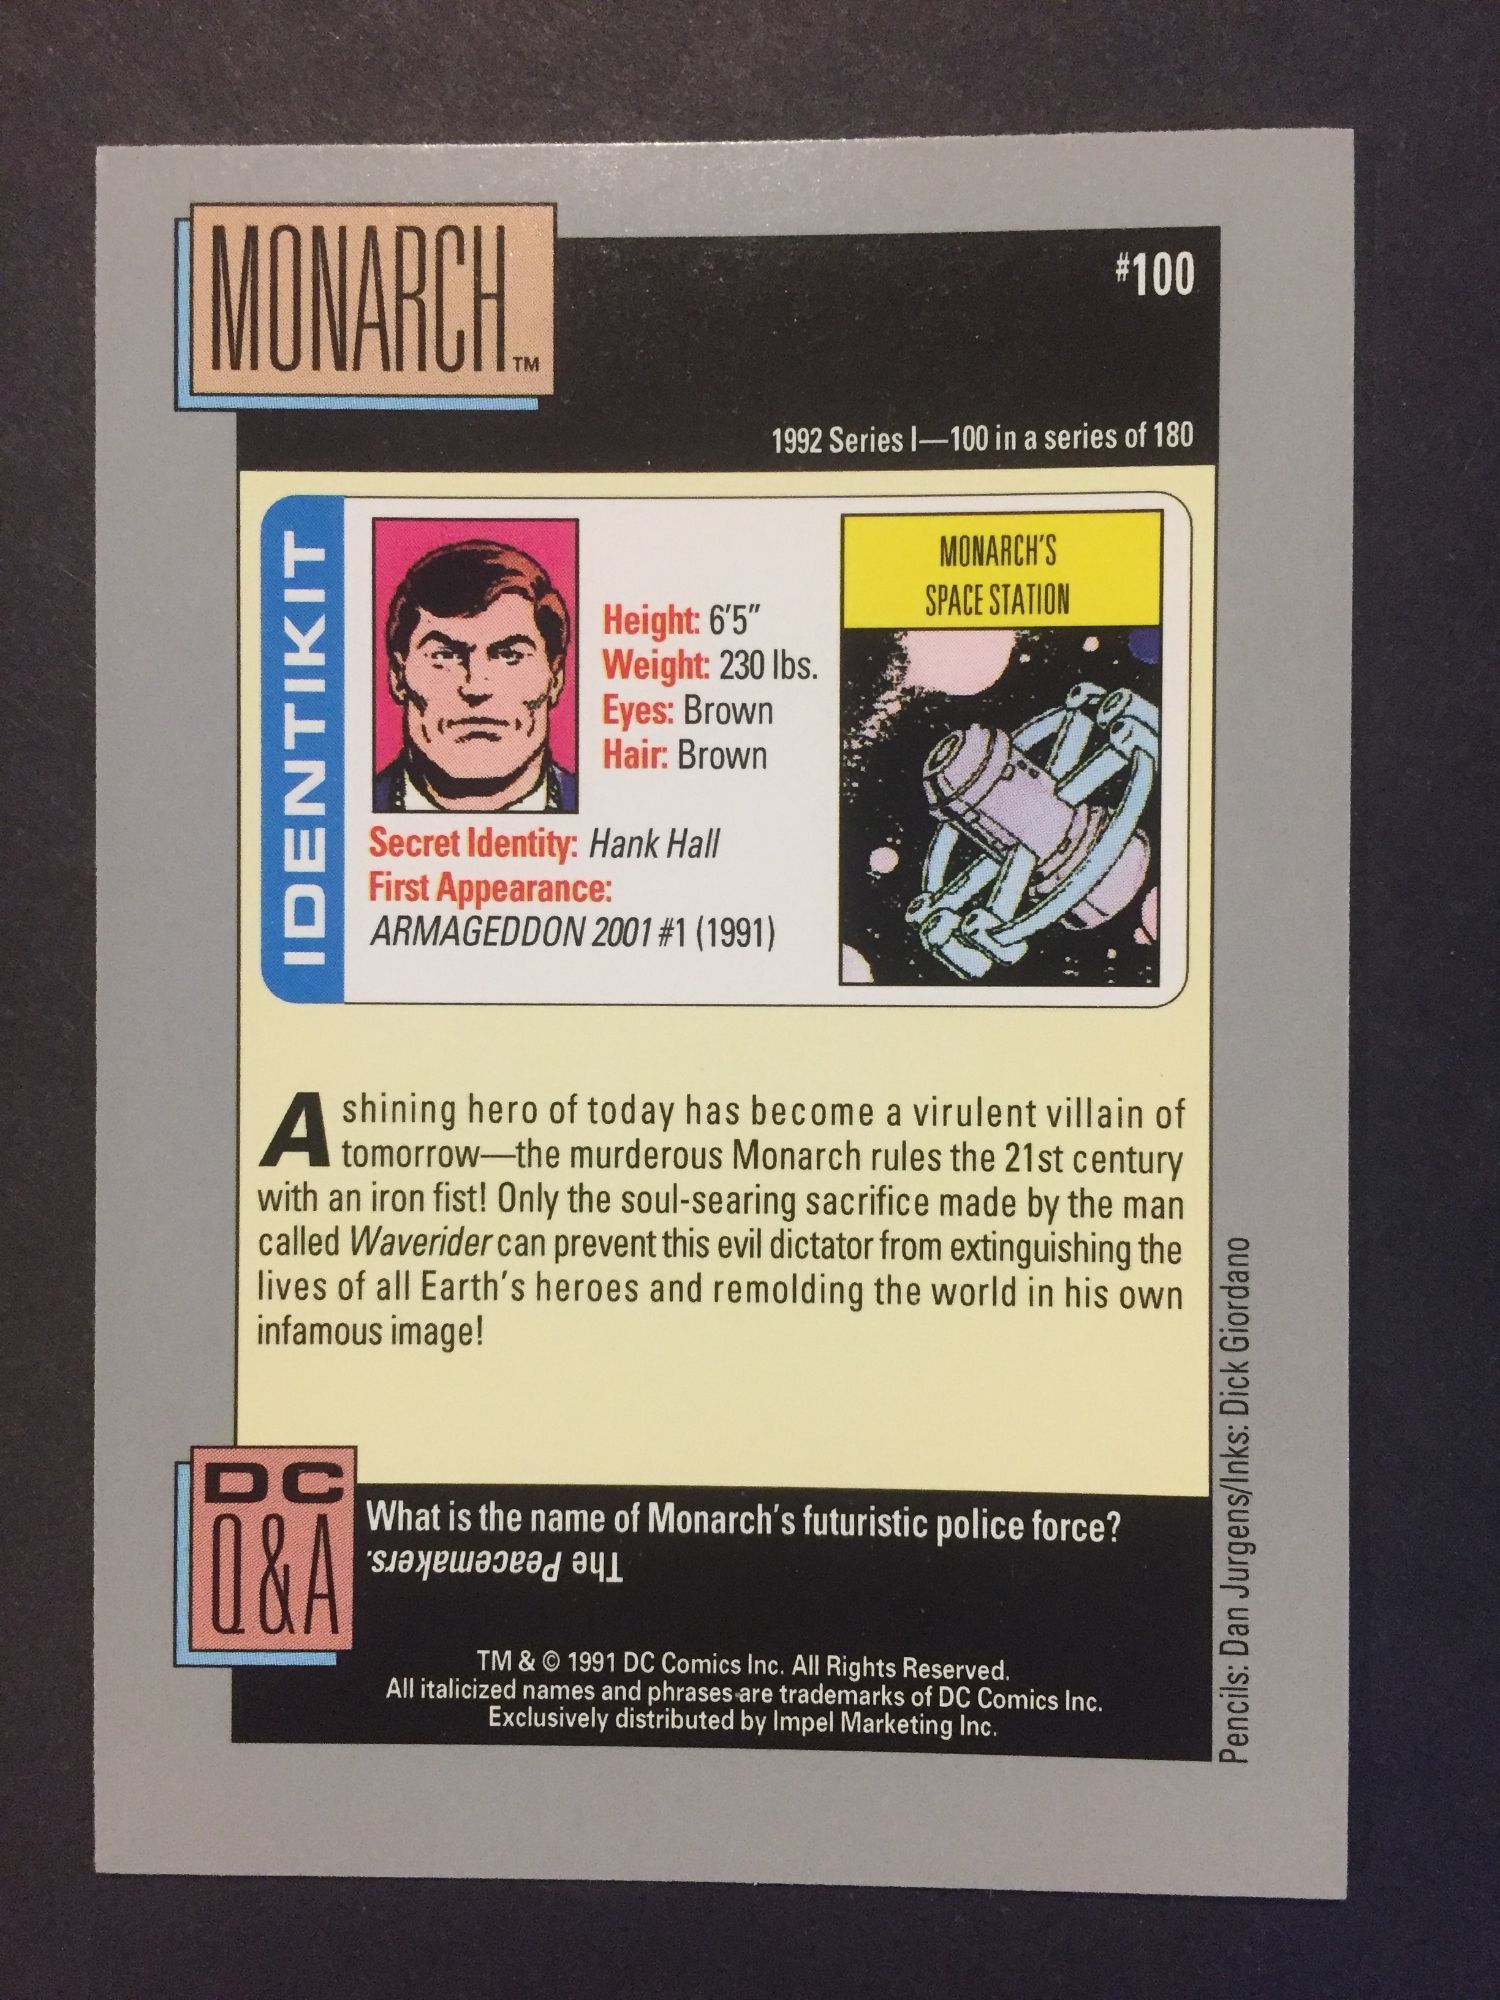 MONARCH™
#100
1992 Series I—100 in a series of 180
IDENTIKIT
Height: 6'5"
Weight: 230 lbs.
Eyes: Brown
Hair: Brown
Secret Identity: Hank Hall
First Appearance:
ARMAGEDDON 2001 #1 (1991)
MONARCH'S
SPACE STATION
A shining hero of today has become a virulent villain of
tomorrow—the murderous Monarch rules the 21st century
with an iron fist! Only the soul-searing sacrifice made by the man
called Waverider can prevent this evil dictator from extinguishing the
lives of all Earth's heroes and remolding the world in his own
infamous image!
Pencils: Dan Jurgens/Inks: Dick Giordano
DC
Q&A
What is the name of Monarch's futuristic police force?
The Peacemakers.
TM & © 1991 DC Comics Inc. All Rights Reserved.
All italicized names and phrases are trademarks of DC Comics Inc.
Exclusively distributed by Impel Marketing Inc.